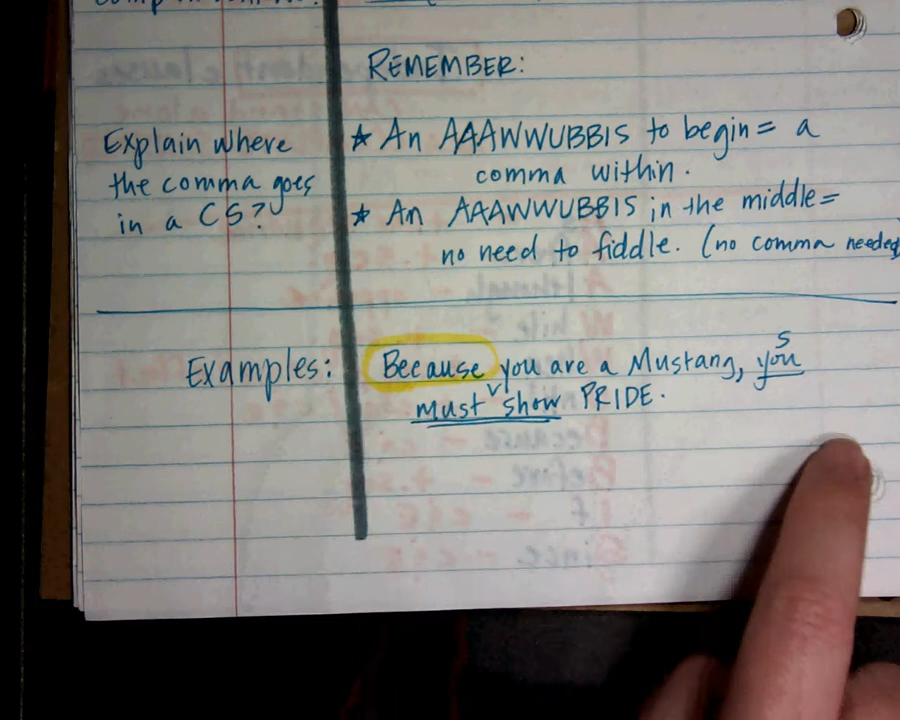 REMEMBER:
Explain where
the comma goes
in a CS?
★ An AAAWWUBBIS to begin = a
comma within.
★ An AAAWWUBBIS in the middle =
no need to fiddle. (no comma needed
Examples:
Because you are a Mustang, you
S
must show PRIDE.
V